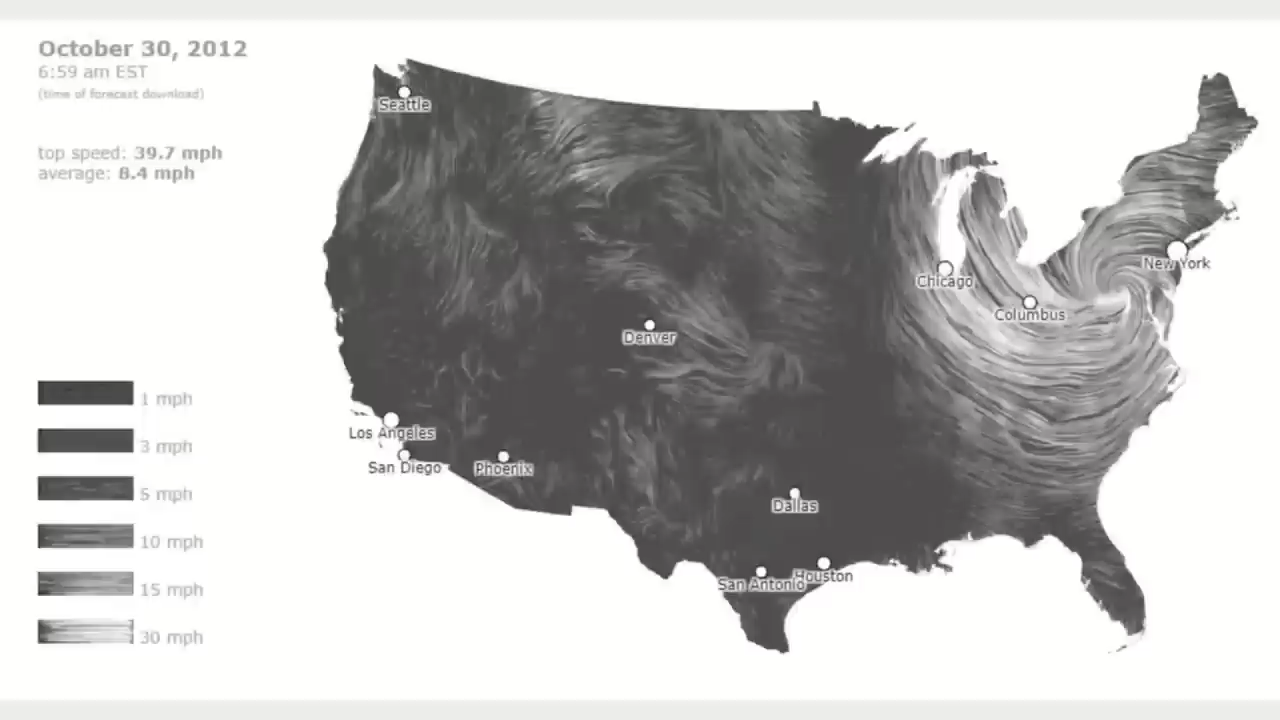 October 30, 2012
6:59 am EST
(time of forecast download)
top speed: 39.7 mph
average: 8.4 mph
1 mph
3 mph
5 mph
10 mph
15 mph
30 mph
Seattle
New York
Chicago
Columbus
Denver
Los Angeles
San Diego
Phoenix
Dallas
Houston
San Antonio